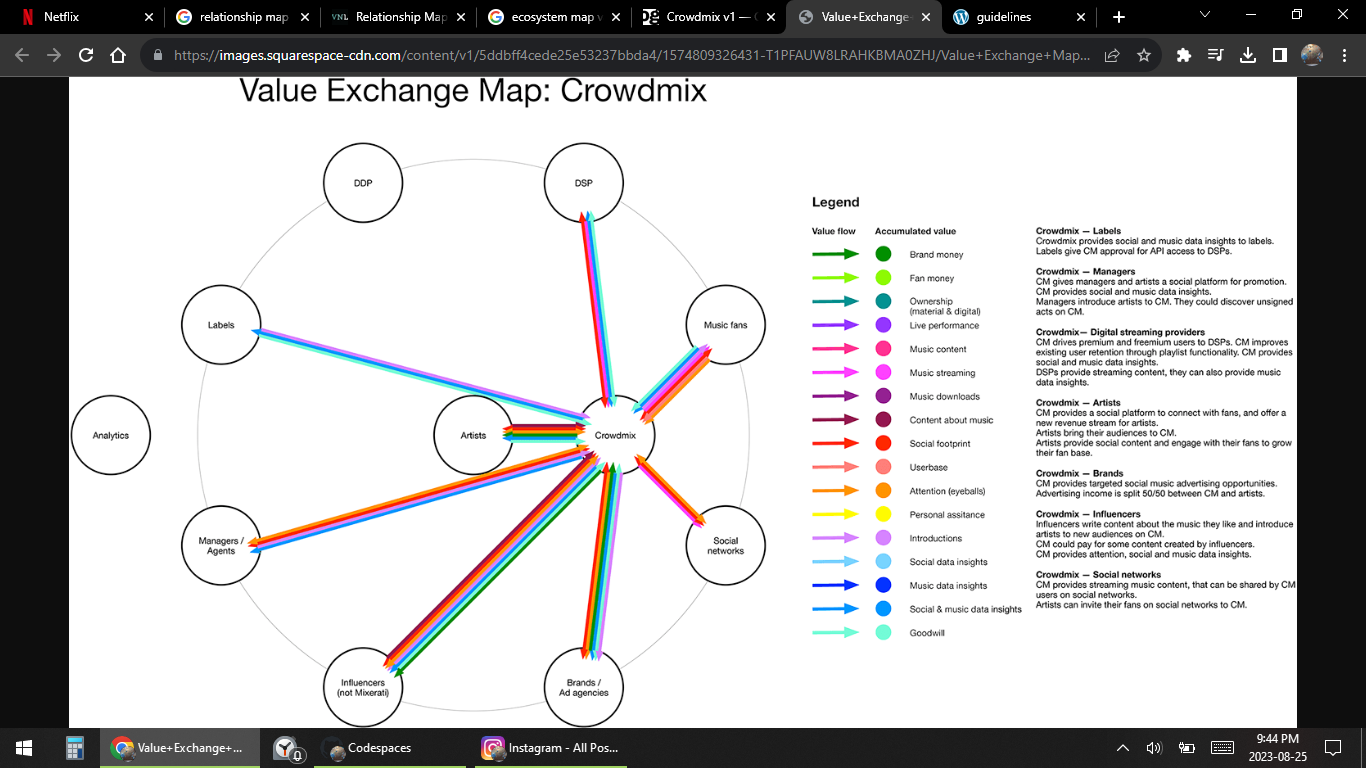 Netflix
relationship map
Relationship Map
ecosystem map v
Crowdmix v1 —
Value+Exchange-
guidelines
https://images.squarespace-cdn.com/content/v1/5ddbff4cede25e53237bbda4/1574809326431-T1PFAUW8LRAHKBMA0ZHJ/Value+Exchange+Map...
Value Exchange Map: Crowdmix
DDP
DSP
Labels
Music fans
Analytics
Artists
Crowdmix
Managers /
Agents
Social
networks
Influencers
(not Mixerati)
Brands /
Ad agencies
Legend
Value flow
Accumulated value
Brand money
Fan money
Ownership
(material & digital)
Live performance
Music content
Music streaming
Music downloads
Content about music
Social footprint
Userbase
Attention (eyeballs)
Personal assitance
Introductions
Social data insights
Music data insights
Social & music data insights
Goodwill
Crowdmix — Labels
Crowdmix provides social and music data insights to labels.
Labels give CM approval for API access to DSPs.
Crowdmix — Managers
CM gives managers and artists a social platform for promotion.
CM provides social and music data insights.
Managers introduce artists to CM. They could discover unsigned
acts on CM.
Crowdmix— Digital streaming providers
CM drives premium and freemium users to DSPs. CM improves
existing user retention through playlist functionality. CM provides
social and music data insights.
DSPs provide streaming content, they can also provide music
data insights.
Crowdmix — Artists
CM provides a social platform to connect with fans, and offer a
new revenue stream for artists.
Artists bring their audiences to CM.
Artists provide social content and engage with their fans to grow
their fan base.
Crowdmix — Brands
CM provides targeted social music advertising opportunities.
Advertising income is split 50/50 between CM and artists.
Crowdmix — Influencers
Influencers write content about the music they like and introduce
artists to new audiences on CM.
CM could pay for some content created by influencers.
CM provides attention, social and music data insights.
Crowdmix — Social networks
CM provides streaming music content, that can be shared by CM
users on social networks.
Artists can invite their fans on social networks to CM.
Value+Exchange+...
Codespaces
Instagram - All Pos...
9:44 PM
2023-08-25